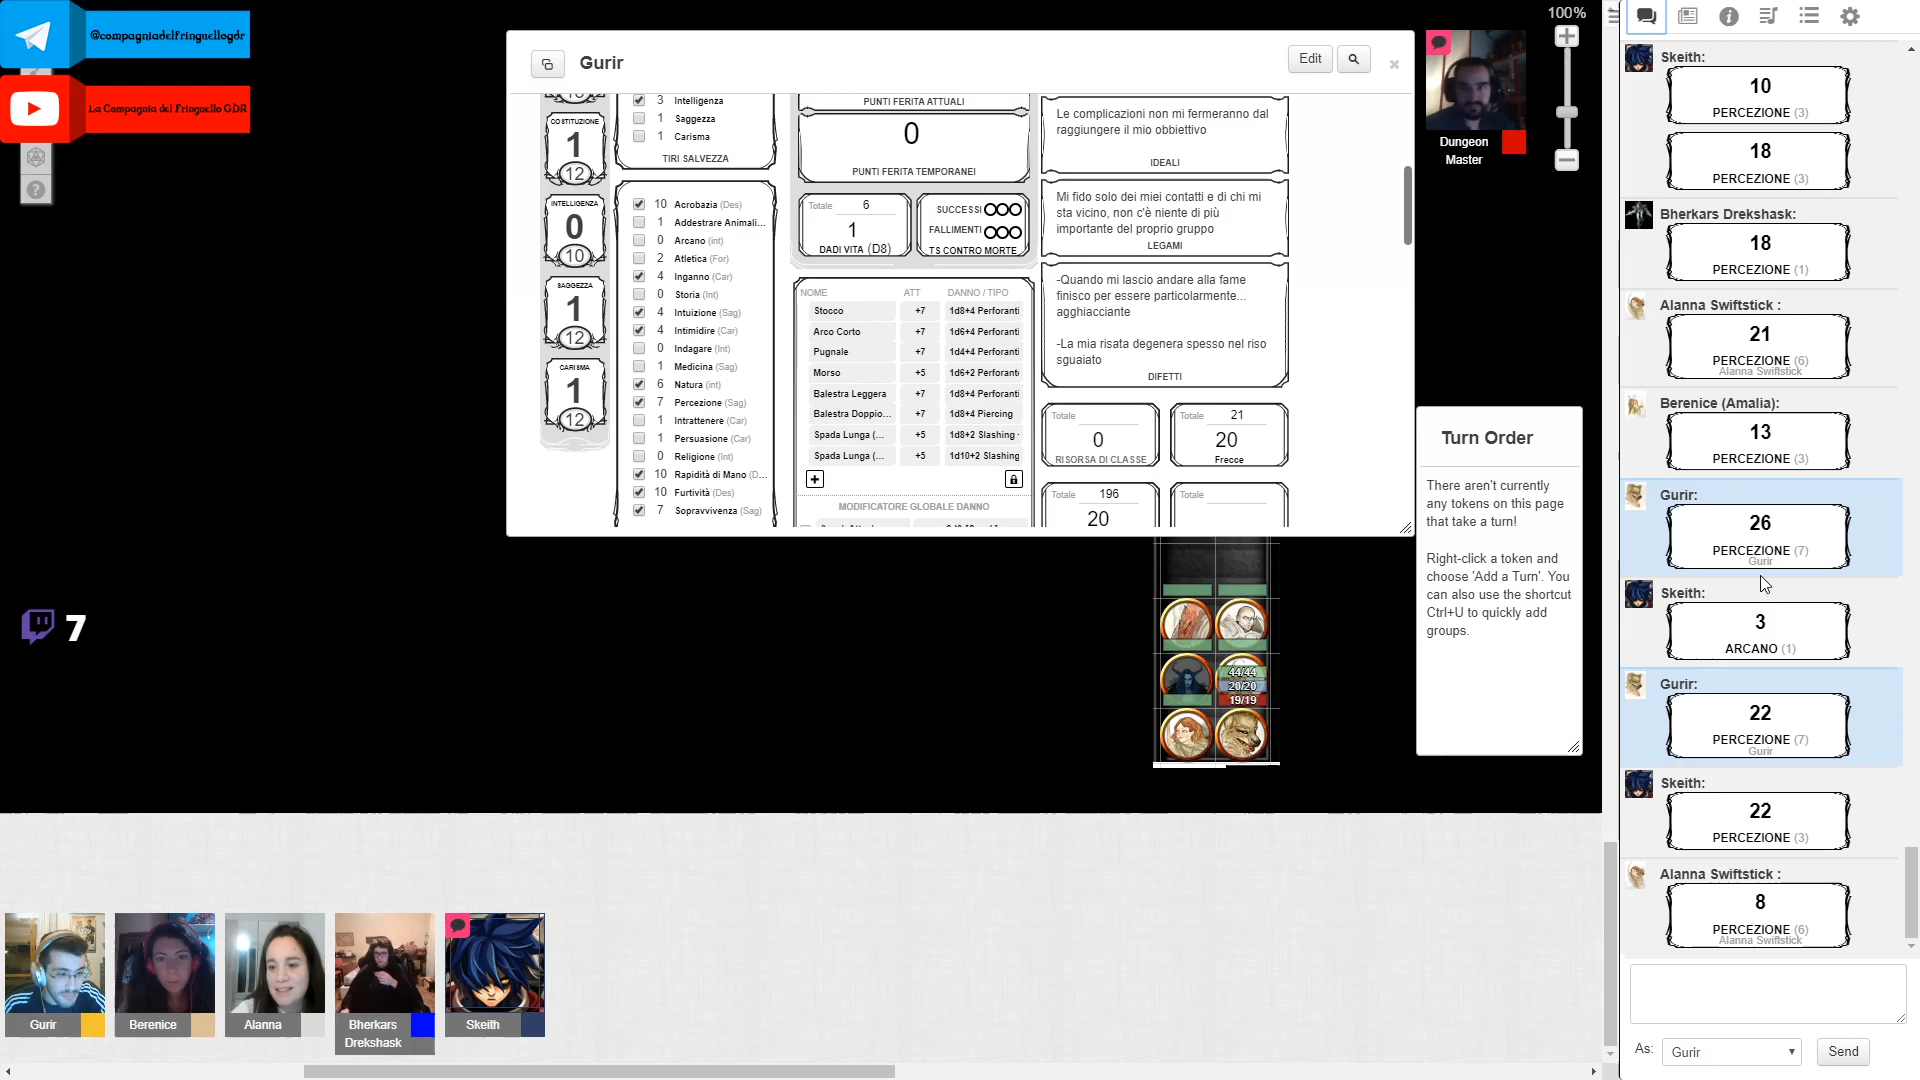 @compagniadelfringuellogdr
La Compagnia del Fringuello GDR
7
Gurir
Edit
COSTITUZIONE
1
12
INTELLIGENZA
0
10
SAGGEZZA
1
12
CARISMA
1
12
3 Intelligenza
1 Saggezza
1 Carisma
TIRI SALVEZZA
10 Acrobazia (Des)
1 Addestrare Animali...
0 Arcano (int)
2 Atletica (For)
4 Inganno (Car)
0 Storia (Int)
4 Intuizione (Sag)
4 Intimidire (Car)
0 Indagare (Int)
1 Medicina (Sag)
6 Natura (int)
7 Percezione (Sag)
1 Intrattenere (Car)
1 Persuasione (Car)
0 Religione (Int)
10 Rapidità di Mano (D...
10 Furtività (Des)
7 Sopravvivenza (Sag)
PUNTI FERITA ATTUALI
0
PUNTI FERITA TEMPORANEI
Totale 6
1
DADI VITA (D8)
SUCCESSI
FALLIMENTI
TS CONTRO MORTE
NOME ATT DANNO / TIPO
Stocco +7 1d8+4 Perforanti
Arco Corto +7 1d6+4 Perforanti
Pugnale +7 1d4+4 Perforanti
Morso +5 1d6+2 Perforanti
Balestra Leggera +7 1d8+4 Perforanti
Balestra Doppio... +7 1d8+4 Piercing
Spada Lunga (... +5 1d8+2 Slashing
Spada Lunga (... +5 1d10+2 Slashing
MODIFICATORE GLOBALE DANNO
Le complicazioni non mi fermeranno dal
raggiungere il mio obbiettivo
IDEALI
Mi fido solo dei miei contatti e di chi mi
sta vicino, non c'è niente di più
importante del proprio gruppo
LEGAMI
-Quando mi lascio andare alla fame
finisco per essere particolarmente...
agghiacciante
-La mia risata degenera spesso nel riso
sguaiato
DIFETTI
Totale
0
RISORSA DI CLASSE
Totale 21
20
Frecce
Totale 196
20
Totale
44/44
20/20
19/19
100%
Dungeon
Master
Turn Order
There aren't currently
any tokens on this page
that take a turn!
Right-click a token and
choose 'Add a Turn'. You
can also use the shortcut
Ctrl+U to quickly add
groups.
Skeith:
10
PERCEZIONE (3)
18
PERCEZIONE (3)
Bherkars Drekshask:
18
PERCEZIONE (1)
Alanna Swiftstick :
21
PERCEZIONE (6)
Alanna Swiftstick
Berenice (Amalia):
13
PERCEZIONE (3)
Gurir:
26
PERCEZIONE (7)
Gurir
Skeith:
3
ARCANO (1)
Gurir:
22
PERCEZIONE (7)
Gurir
Skeith:
22
PERCEZIONE (3)
Alanna Swiftstick :
8
PERCEZIONE (6)
Alanna Swiftstick
As: Gurir
Send
Gurir
Berenice
Alanna
Bherkars
Drekshask
Skeith